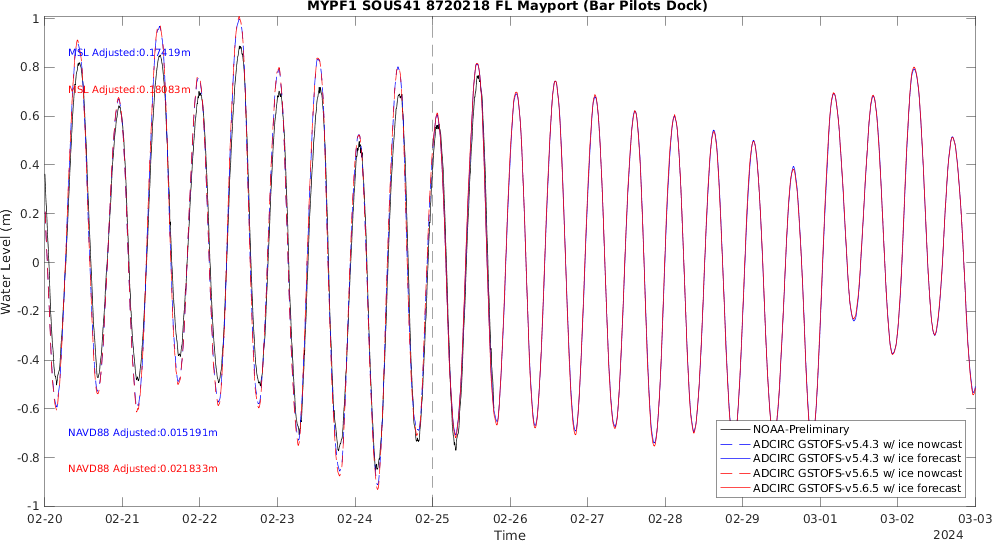 MYPF1 SOUS41 8720218 FL Mayport (Bar Pilots Dock)
1
0.8
0.6
0.4
0.2
0
-0.2
-0.4
-0.6
-0.8
-1
Water Level (m)
MSL Adjusted:0.17419m
MSL Adjusted:0.18083m
NAVD88 Adjusted:0.015191m
NAVD88 Adjusted:0.021833m
NOAA-Preliminary
ADCIRC GSTOFS-v5.4.3 w/ ice nowcast
ADCIRC GSTOFS-v5.4.3 w/ ice forecast
ADCIRC GSTOFS-v5.6.5 w/ ice nowcast
ADCIRC GSTOFS-v5.6.5 w/ ice forecast
02-20 02-21 02-22 02-23 02-24 02-25 02-26 02-27 02-28 02-29 03-01 03-02 03-03
Time
2024